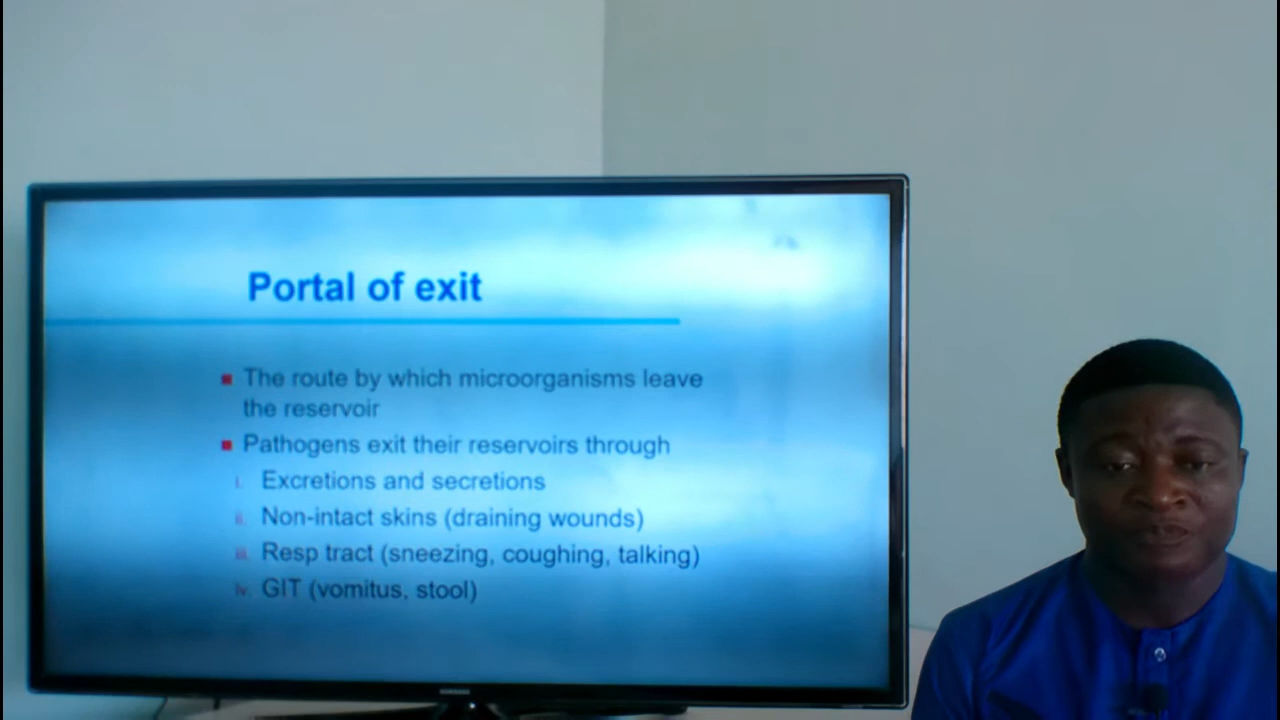 Portal of exit
The route by which microorganisms leave
the reservoir
Pathogens exit their reservoirs through
i. Excretions and secretions
ii. Non-intact skins (draining wounds)
iii. Resp tract (sneezing, coughing, talking)
iv. GIT (vomitus, stool)
SAMSUNG